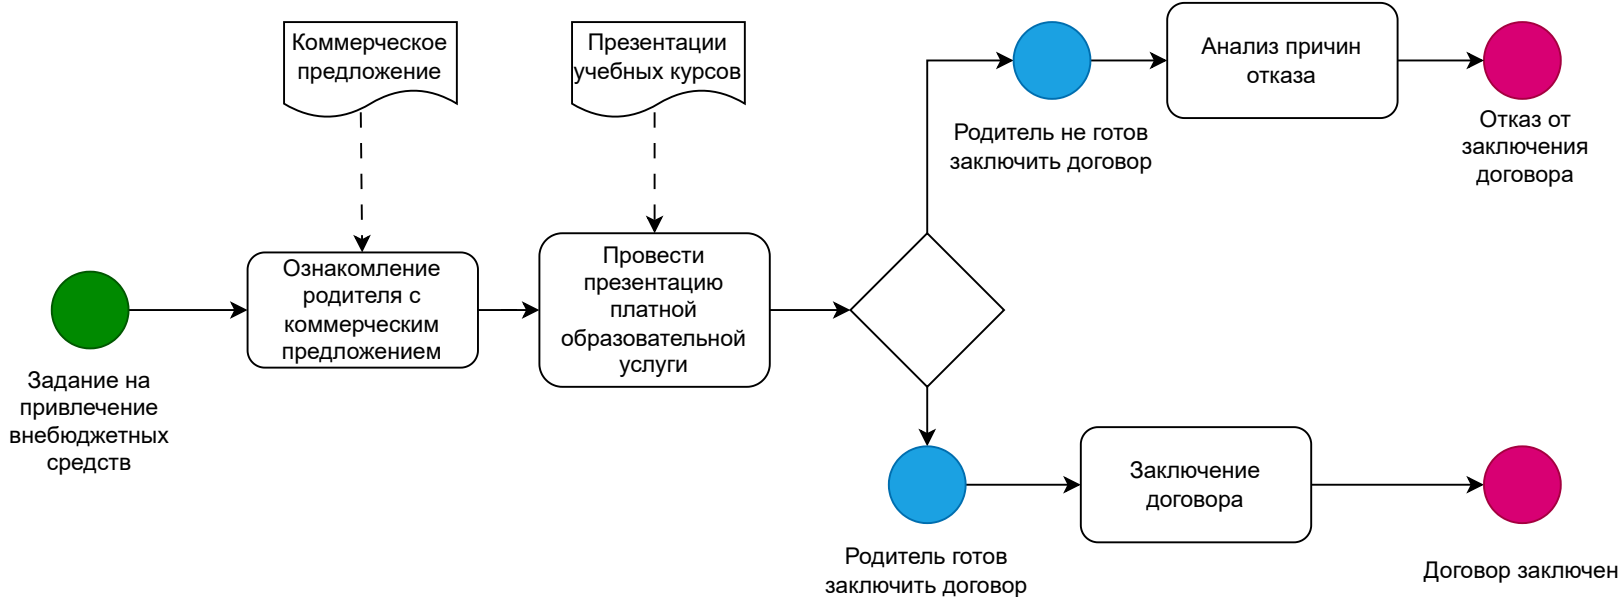 Коммерческое
предложение
Презентации
учебных курсов
Анализ причин
отказа
Родитель не готов
заключить договор
Отказ от
заключения
договора
Ознакомление
родителя с
коммерческим
предложением
Провести
презентацию
платной
образовательной
услуги
Задание на
привлечение
внебюджетных
средств
Заключение
договора
Родитель готов
заключить договор
Договор заключен